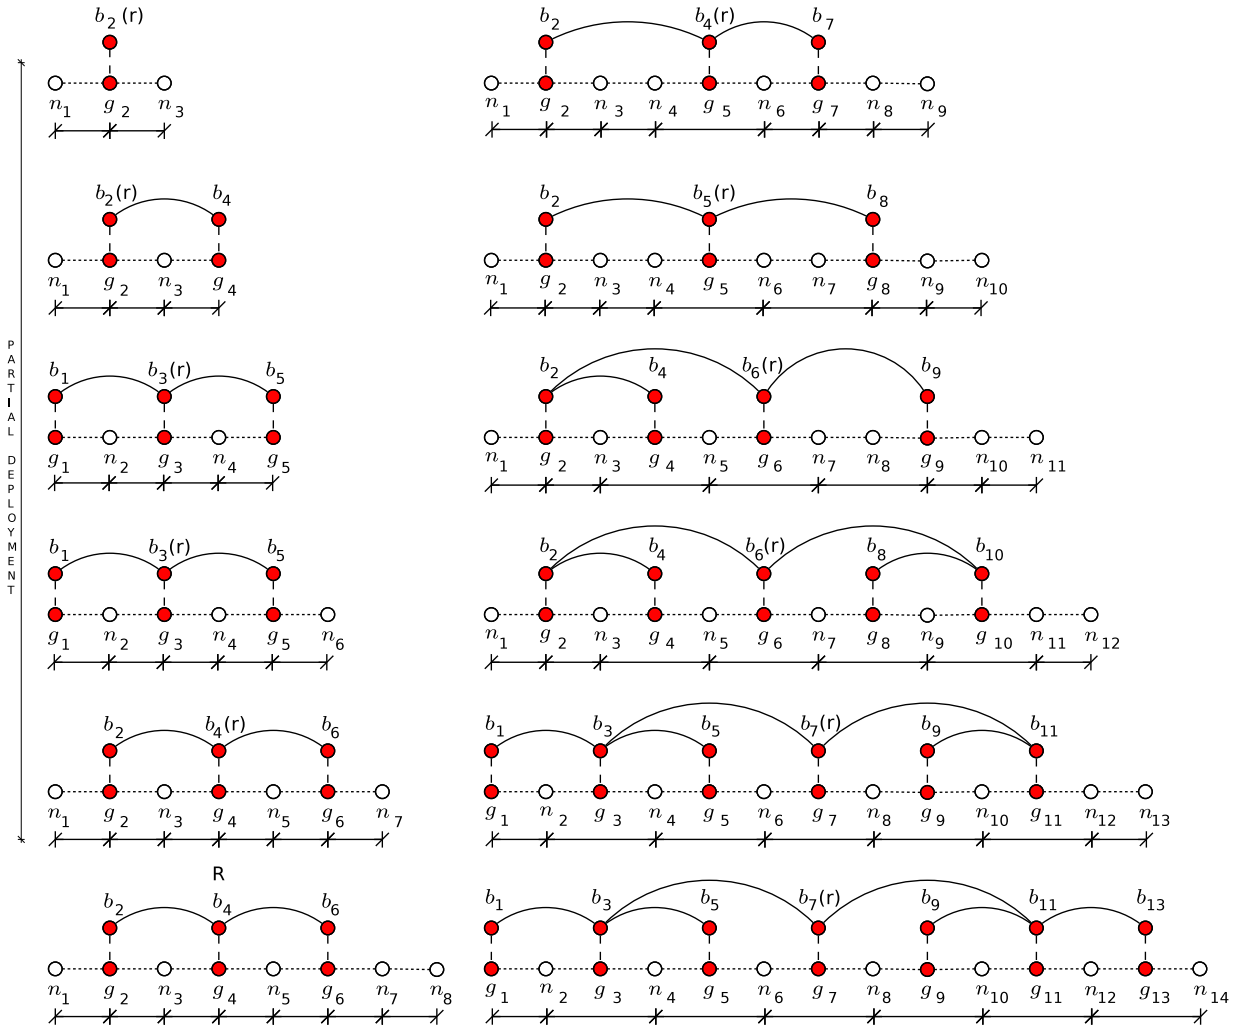 PARTIAL DEPLOYMENT
b2(r)
n1 g2 n3
b2(r) b4
n1 g2 n3 g4
b1 b3(r) b5
g1 n2 g3 n4 g5
b1 b3(r) b5
g1 n2 g3 n4 g5 n6
b2 b4(r) b6
n1 g2 n3 g4 n5 g6 n7
R
b2 b4 b6
n1 g2 n3 g4 n5 g6 n7 n8
b2 b4(r) b7
n1 g2 n3 n4 g5 n6 g7 n8 n9
b2 b5(r) b8
n1 g2 n3 n4 g5 n6 n7 g8 n9 n10
b2 b4 b6(r) b9
n1 g2 n3 g4 n5 g6 n7 n8 g9 n10 n11
b2 b4 b6(r) b8 b10
n1 g2 n3 g4 n5 g6 n7 g8 n9 g10 n11 n12
b1 b3 b5 b7(r) b9 b11
g1 n2 g3 n4 g5 n6 g7 n8 g9 n10 g11 n12 n13
b1 b3 b5 b7(r) b9 b11 b13
g1 n2 g3 n4 g5 n6 g7 n8 g9 n10 g11 n12 g13 n14